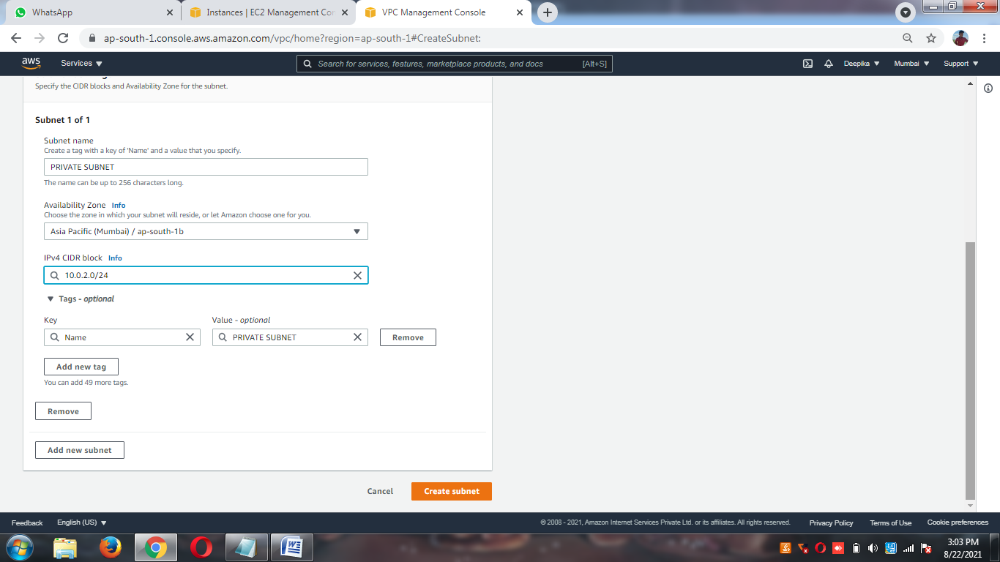 WhatsApp
Instances | EC2 Management Cor
VPC Management Console
ap-south-1.console.aws.amazon.com/vpc/home?region=ap-south-1#CreateSubnet:
aws
Services
Search for services, features, marketplace products, and docs
[Alt+S]
Deepika
Mumbai
Support
Specify the CIDR blocks and Availability Zone for the subnet.
Subnet 1 of 1
Subnet name
Create a tag with a key of 'Name' and a value that you specify.
PRIVATE SUBNET
The name can be up to 256 characters long.
Availability Zone Info
Choose the zone in which your subnet will reside, or let Amazon choose one for you.
Asia Pacific (Mumbai) / ap-south-1b
IPv4 CIDR block Info
10.0.2.0/24
Tags - optional
Key
Value - optional
Name
PRIVATE SUBNET
Remove
Add new tag
You can add 49 more tags.
Remove
Add new subnet
Cancel
Create subnet
Feedback
English (US)
© 2008 - 2021, Amazon Internet Services Private Ltd. or its affiliates. All rights reserved.
Privacy Policy
Terms of Use
Cookie preferences
3:03 PM
8/22/2021